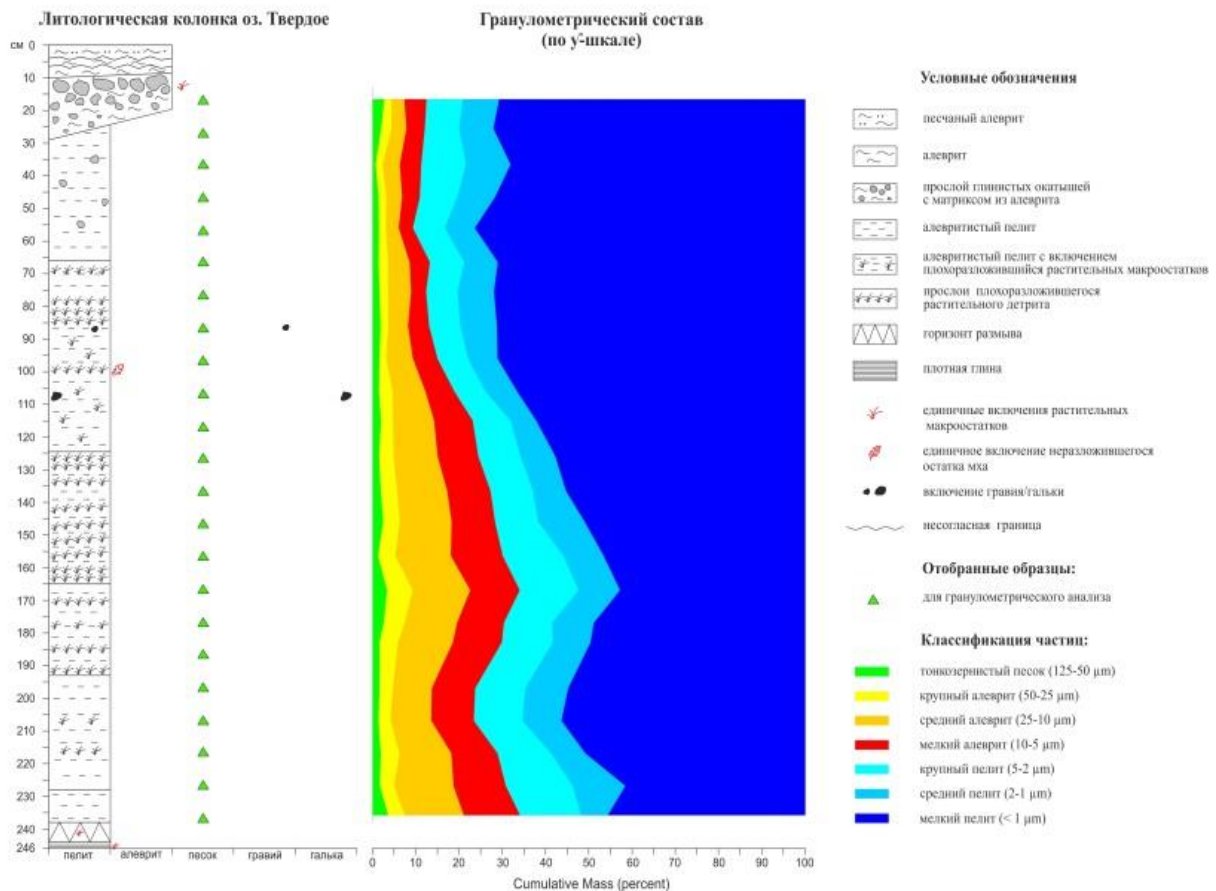 Литологическая колонка оз. Твердое
Гранулометрический состав
(по γ-шкале)
см 0
10
20
30
40
50
60
70
80
90
100
110
120
130
140
150
160
170
180
190
200
210
220
230
240
246
пелит
алеврит
песок
гравий
галька
0
10
20
30
40
50
60
70
80
90
100
Cumulative Mass (percent)
Условные обозначения
песчаный алеврит
алеврит
прослой глинистых окатышей
с матриксом из алеврита
алевритистый пелит
алевритистый пелит с включением
плохоразложившийся растительных макроостатков
прослои плохоразложившегося
растительного детрита
горизонт размыва
плотная глина
единичные включения растительных
макроостатков
единичное включение неразложившегося
остатка мха
включение гравия/гальки
несогласная граница
Отобранные образцы:
для гранулометрического анализа
Классификация частиц:
тонкозернистый песок (125-50 µm)
крупный алеврит (50-25 µm)
средний алеврит (25-10 µm)
мелкий алеврит (10-5 µm)
крупный пелит (5-2 µm)
средний пелит (2-1 µm)
мелкий пелит (< 1 µm)